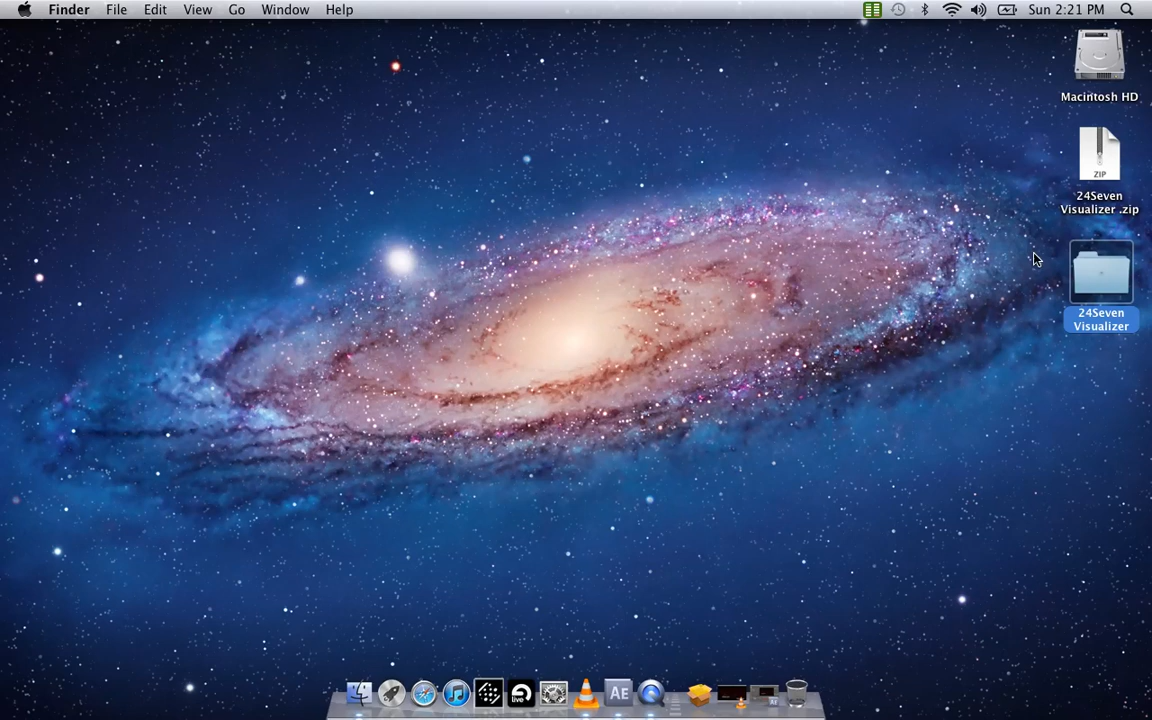 Finder File Edit View Go Window Help Sun 2:21 PM
Macintosh HD
ZIP
24Seven
Visualizer .zip
24Seven
Visualizer
live
AE